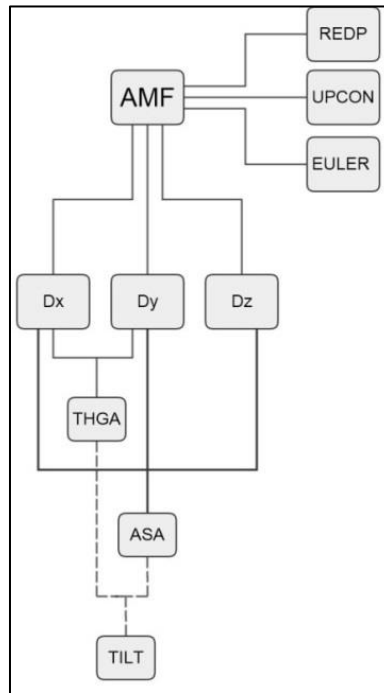 REDP
AMF
UPCON
EULER
Dx
Dy
Dz
THGA
ASA
TILT